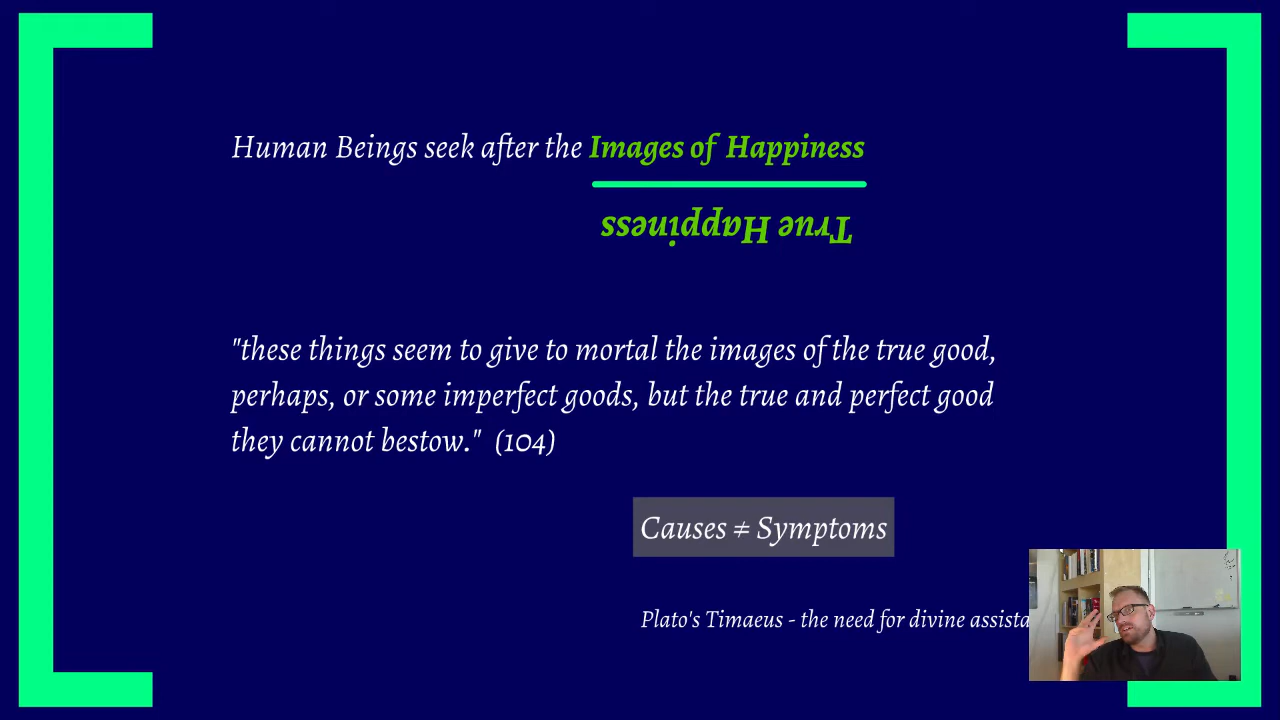 Human Beings seek after the Images of Happiness
True Happiness
"these things seem to give to mortal the images of the true good,
perhaps, or some imperfect goods, but the true and perfect good
they cannot bestow." (104)
Causes ≠ Symptoms
Plato's Timaeus - the need for divine